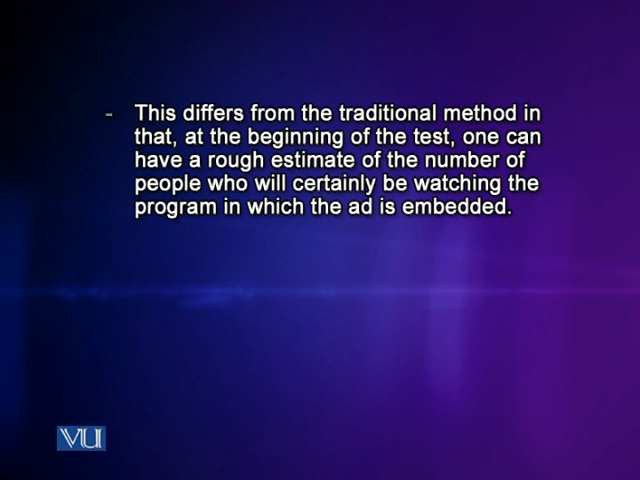 - This differs from the traditional method in
that, at the beginning of the test, one can
have a rough estimate of the number of
people who will certainly be watching the
program in which the ad is embedded.
VU